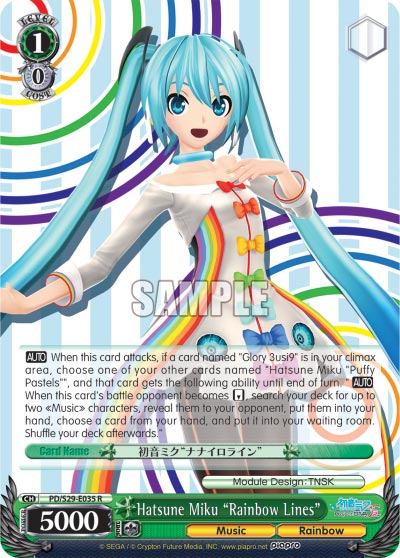 LEVEL
1
0
COST
SAMPLE
AUTO When this card attacks, if a card named "Glory 3usi9" is in your climax
area, choose one of your other cards named "Hatsune Miku "Puffy
Pastels"", and that card gets the following ability until end of turn. "AUTO
When this card's battle opponent becomes, search your deck for up to
two «Music» characters, reveal them to your opponent, put them into your
hand, choose a card from your hand, and put it into your waiting room.
Shuffle your deck afterwards."
Card Name 初音ミク"ナナイロライン"
Module Design:TNSK
CH PD/S29-E035 R
POWER 5000 Hatsune Miku "Rainbow Lines"
Music Rainbow
© SEGA / © Crypton Future Media, INC. www.piapro.net piapro